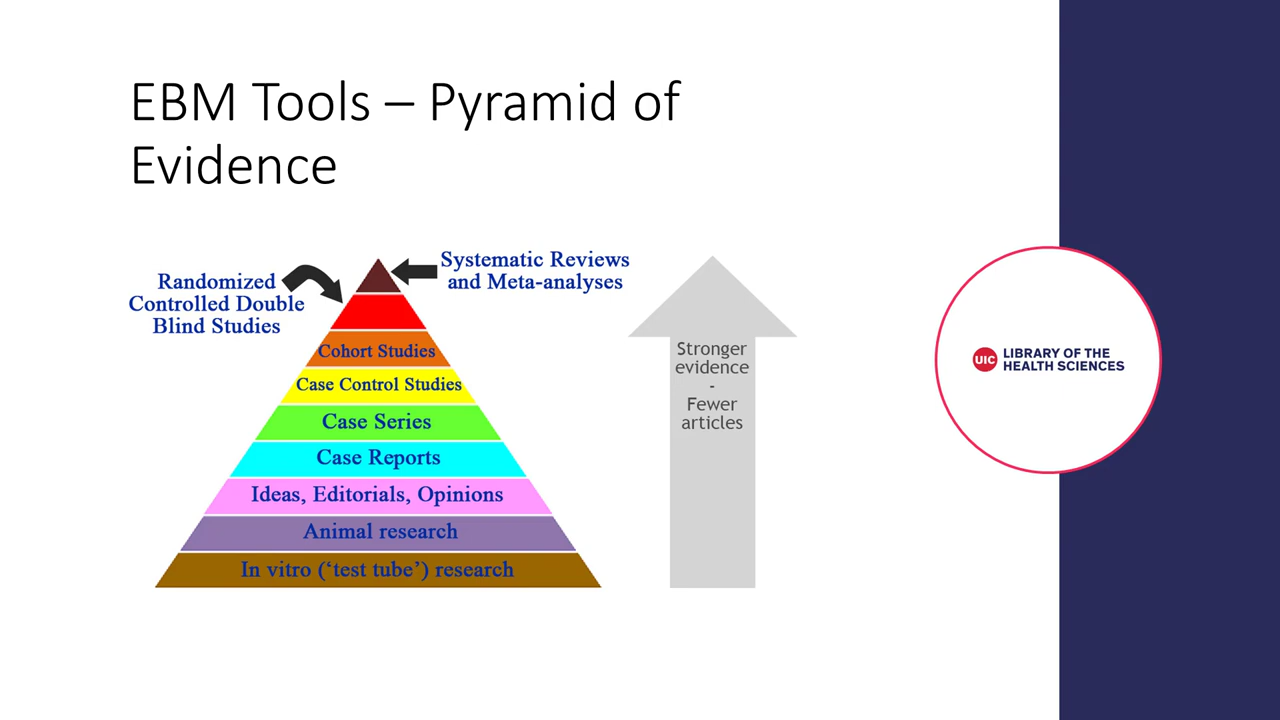 EBM Tools – Pyramid of
Evidence
Randomized
Controlled Double
Blind Studies
Systematic Reviews
and Meta-analyses
Cohort Studies
Case Control Studies
Case Series
Case Reports
Ideas, Editorials, Opinions
Animal research
In vitro (‘test tube’) research
Stronger
evidence
-
Fewer
articles
UIC
LIBRARY OF THE
HEALTH SCIENCES